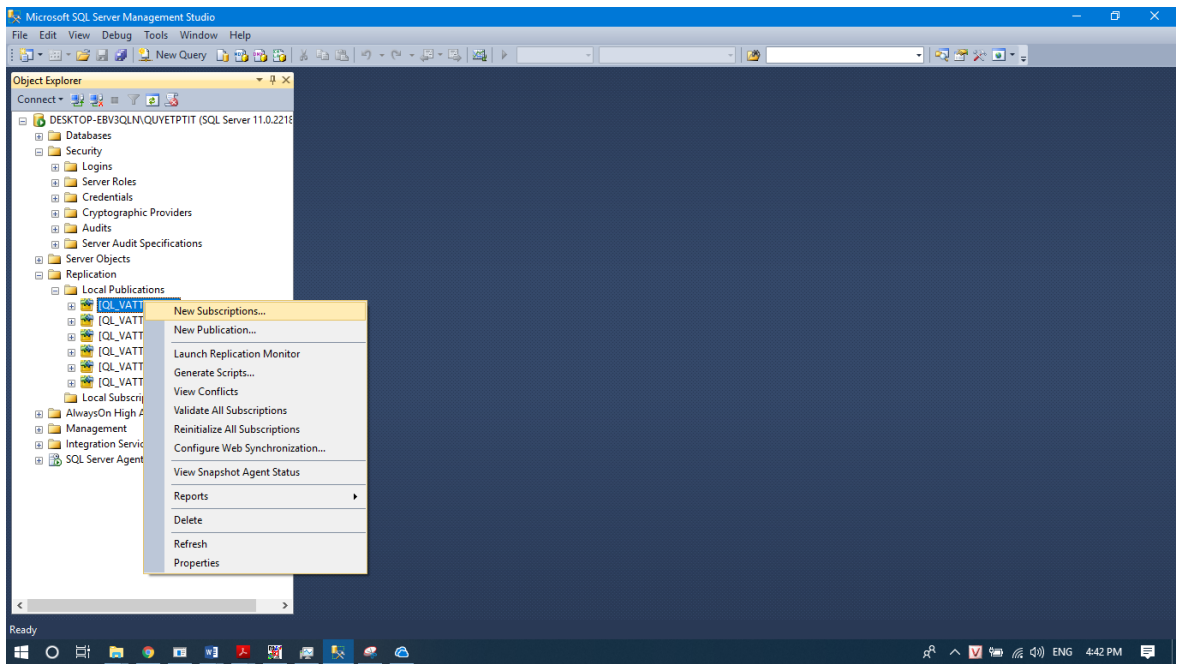 Microsoft SQL Server Management Studio
File Edit View Debug Tools Window Help
New Query
Object Explorer
Connect
DESKTOP-EBV3QLN\QUYETPTIT (SQL Server 11.0.2218
Databases
Security
Logins
Server Roles
Credentials
Cryptographic Providers
Audits
Server Audit Specifications
Server Objects
Replication
Local Publications
[QL_VATT
[QL_VATT
[QL_VATT
[QL_VATT
[QL_VATT
[QL_VATT
Local Subscrip
AlwaysOn High A
Management
Integration Servic
SQL Server Agent
New Subscriptions...
New Publication...
Launch Replication Monitor
Generate Scripts...
View Conflicts
Validate All Subscriptions
Reinitialize All Subscriptions
Configure Web Synchronization...
View Snapshot Agent Status
Reports
Delete
Refresh
Properties
Ready
ENG 4:42 PM